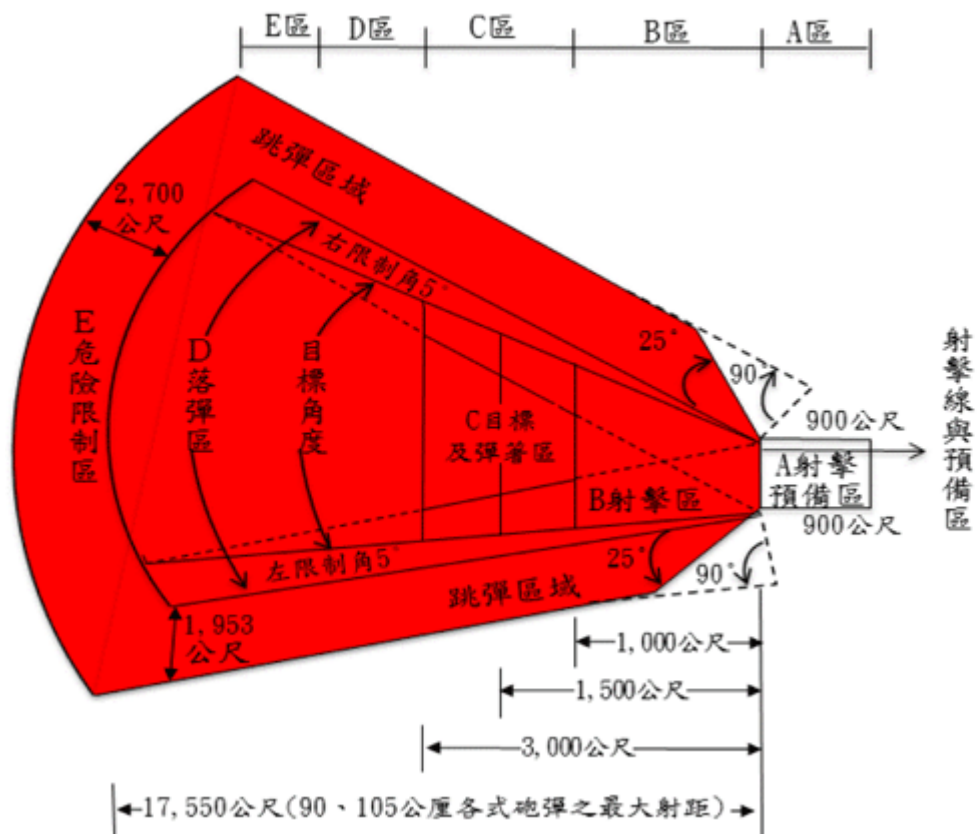 E區
D區
C區
B區
A區
跳彈區域
2,700
公尺
右限制角5°
E危險限制區
D落彈區
目標角度
C目標
及彈著區
B射擊區
25°
90
900公尺
A射擊
預備區
900公尺
射擊線與預備區
左限制角5°
25°
90°
跳彈區域
1,953
公尺
1,000公尺
1,500公尺
3,000公尺
17,550公尺(90、105公厘各式砲彈之最大射距)